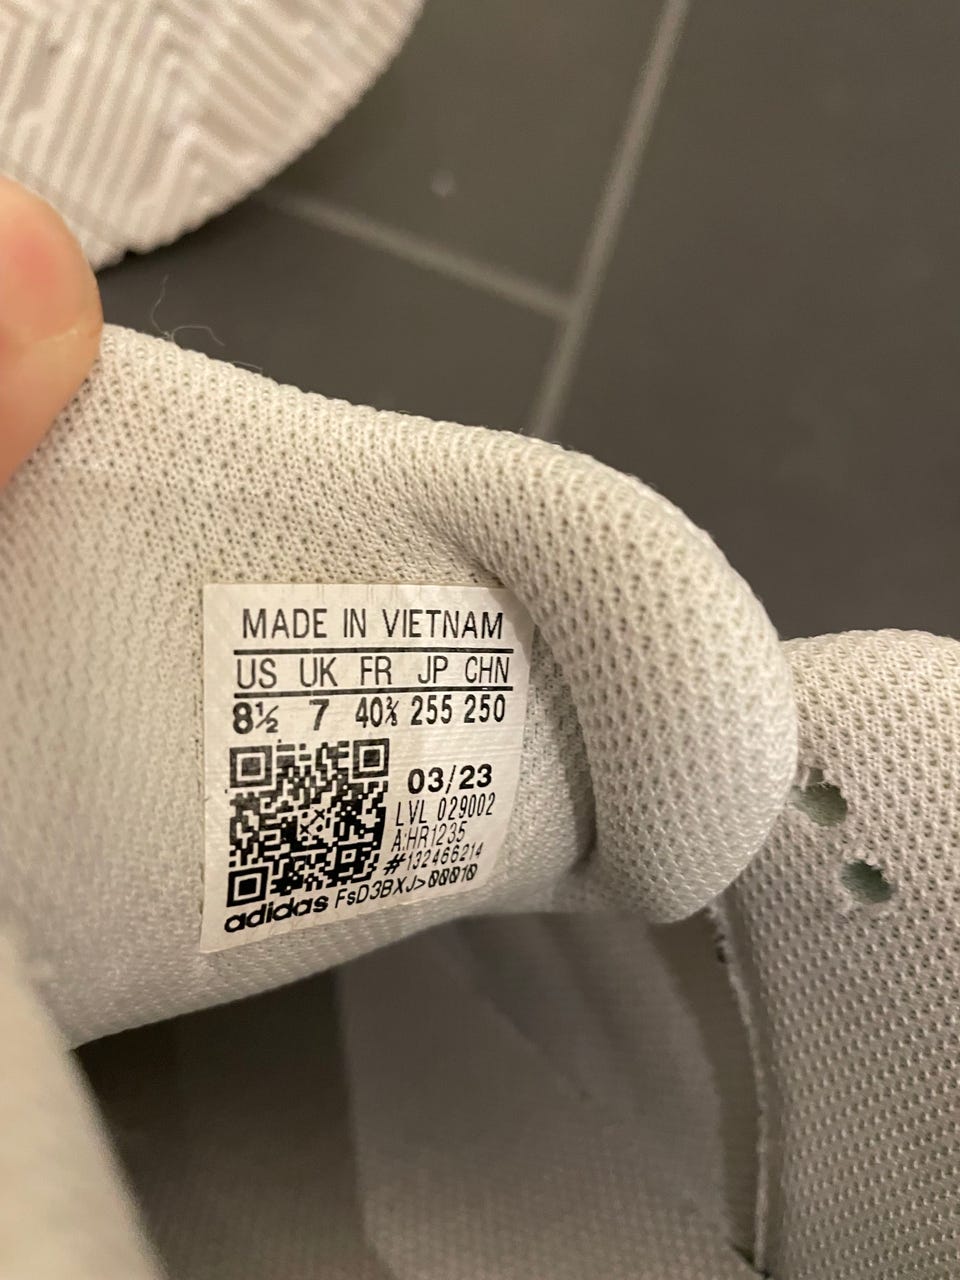 MADE IN VIETNAM
US UK FR JP CHN
8½ 7 40⅔ 255 250
03/23
LVL 029002
A:HR1235
#132466214
adidas FsD3BXJ>00010